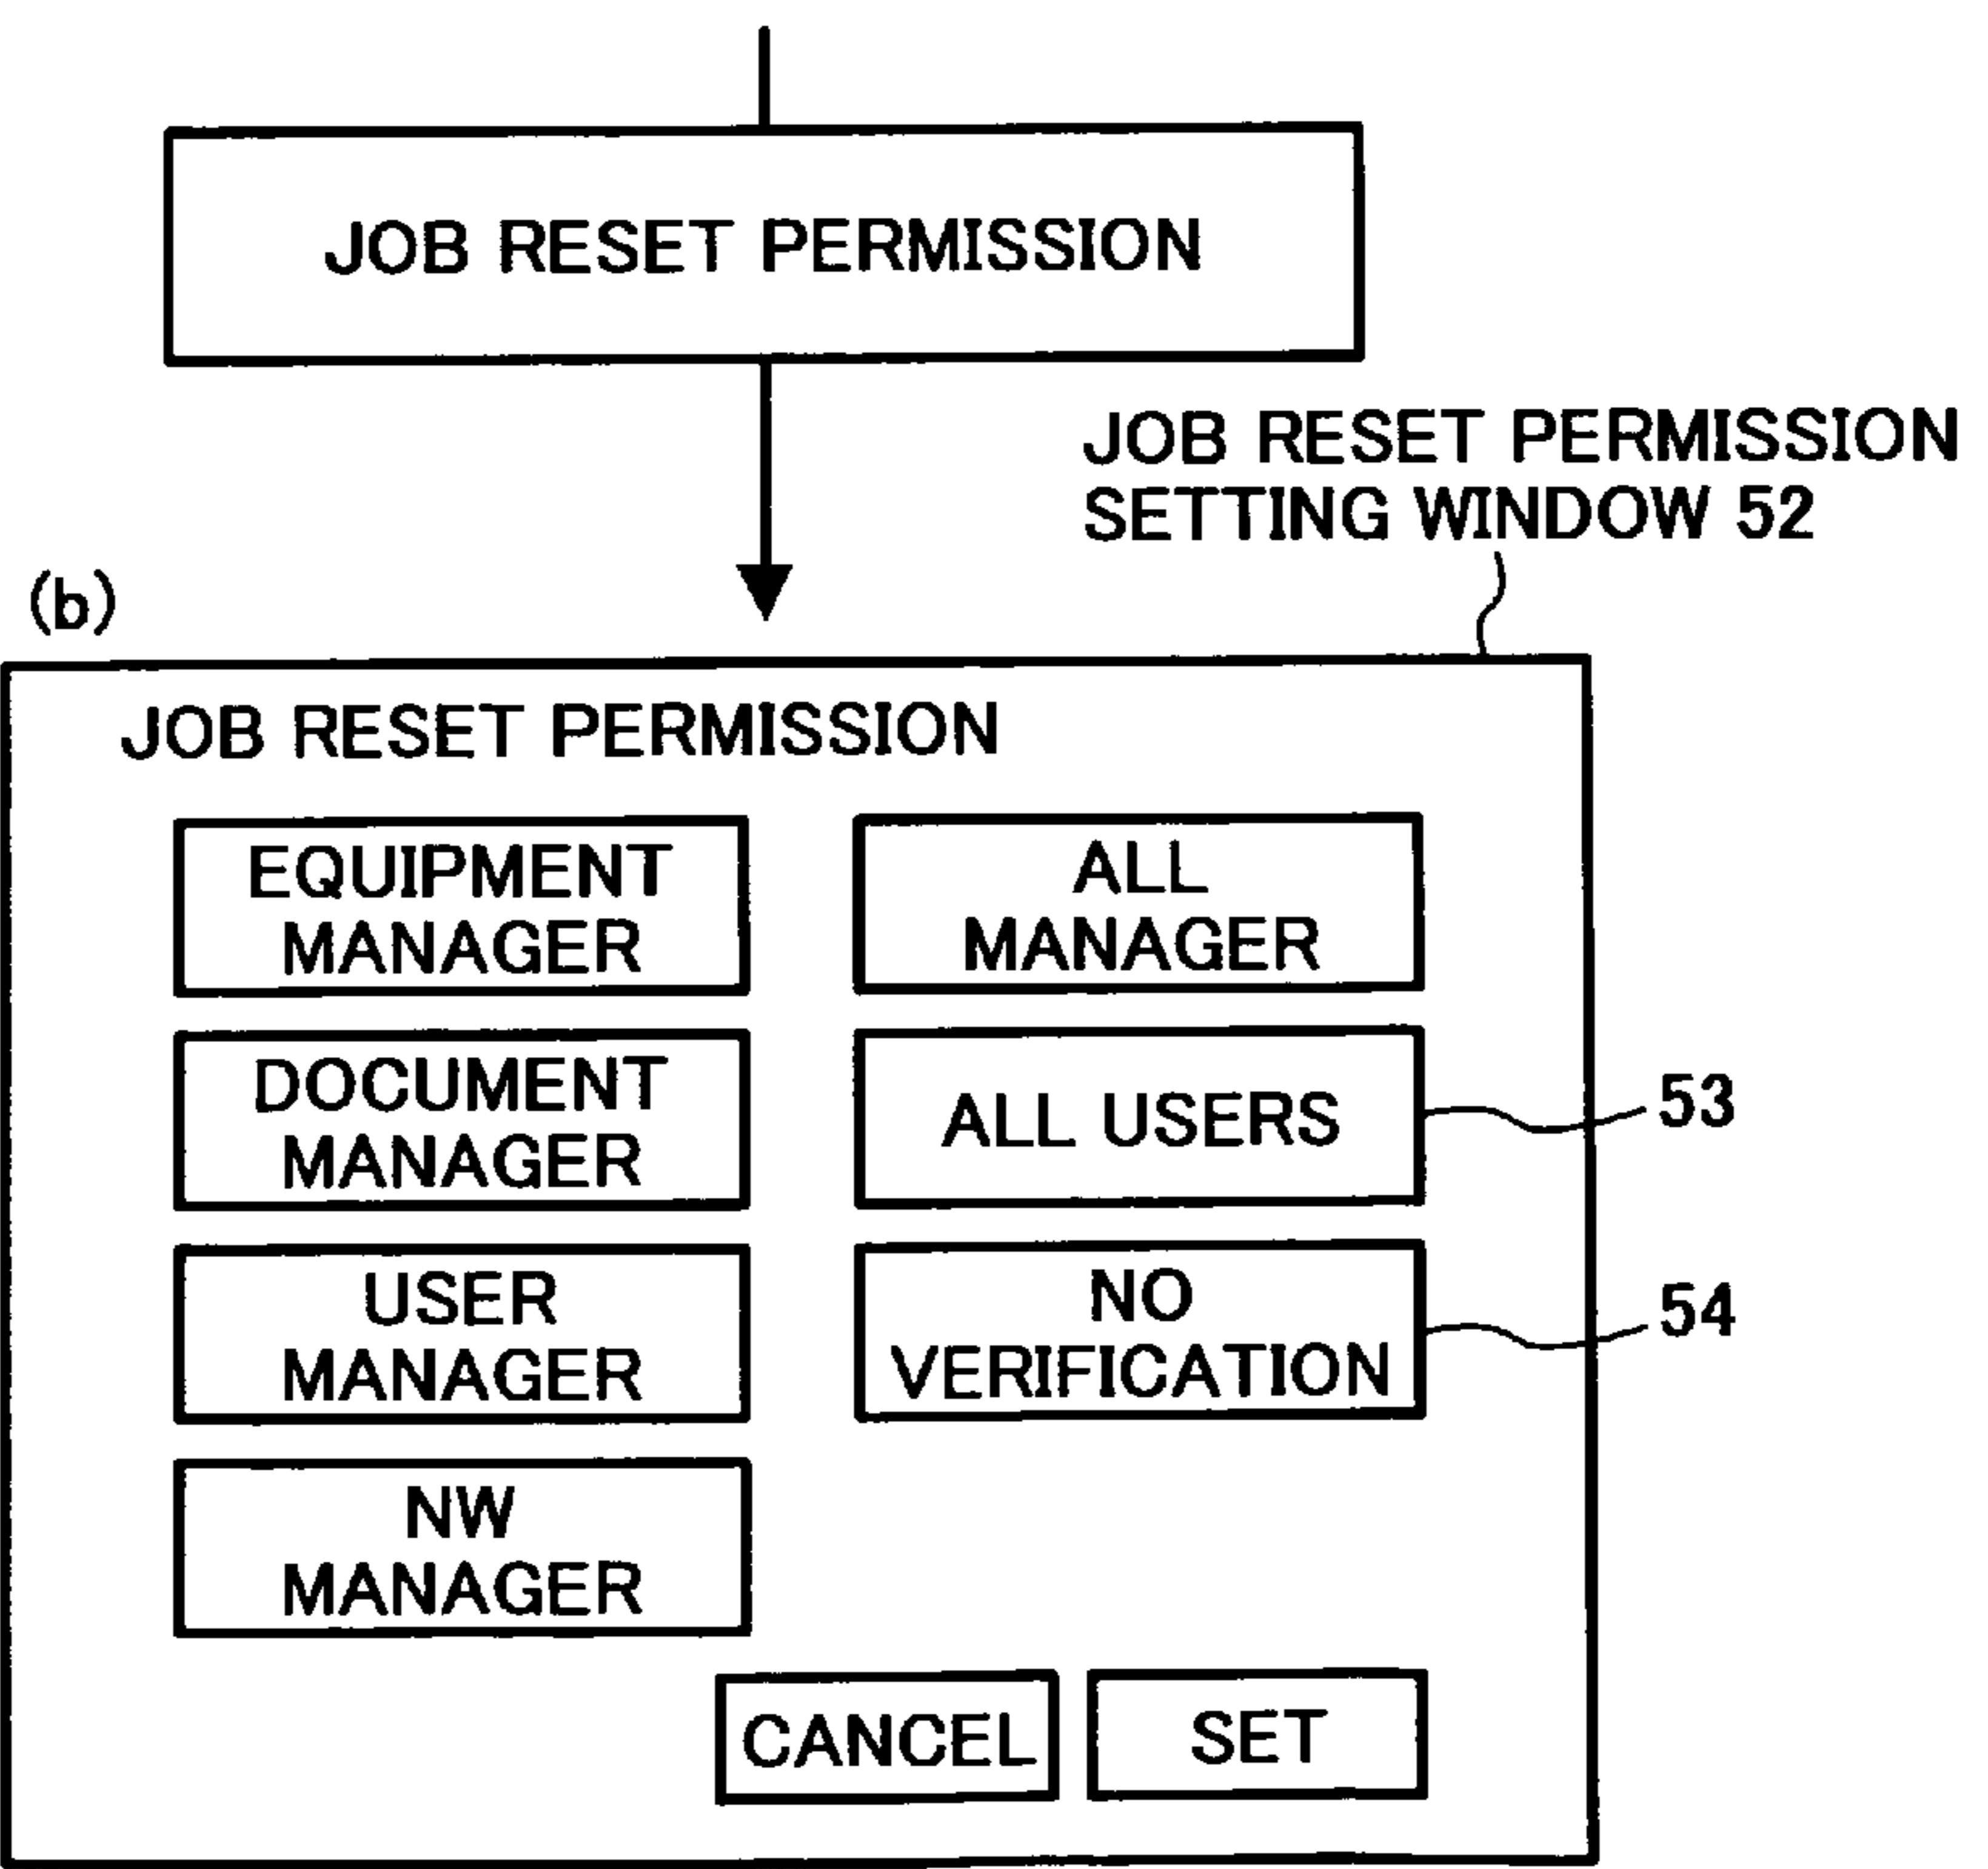 JOB RESET PERMISSION
JOB RESET PERMISSION
SETTING WINDOW 52
(b)
JOB RESET PERMISSION
EQUIPMENT
MANAGER
ALL
MANAGER
DOCUMENT
MANAGER
ALL USERS
53
USER
MANAGER
NO
VERIFICATION
54
NW
MANAGER
CANCEL
SET